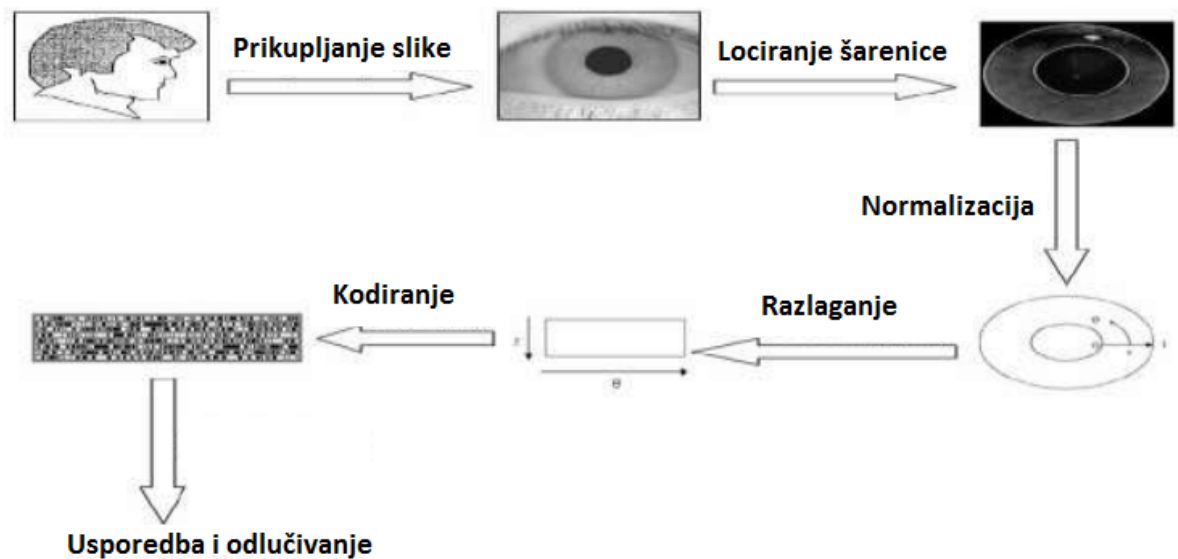 Prikupljanje slike
Lociranje šarenice
Normalizacija
Razlaganje
Kodiranje
r
θ
Usporedba i odlučivanje